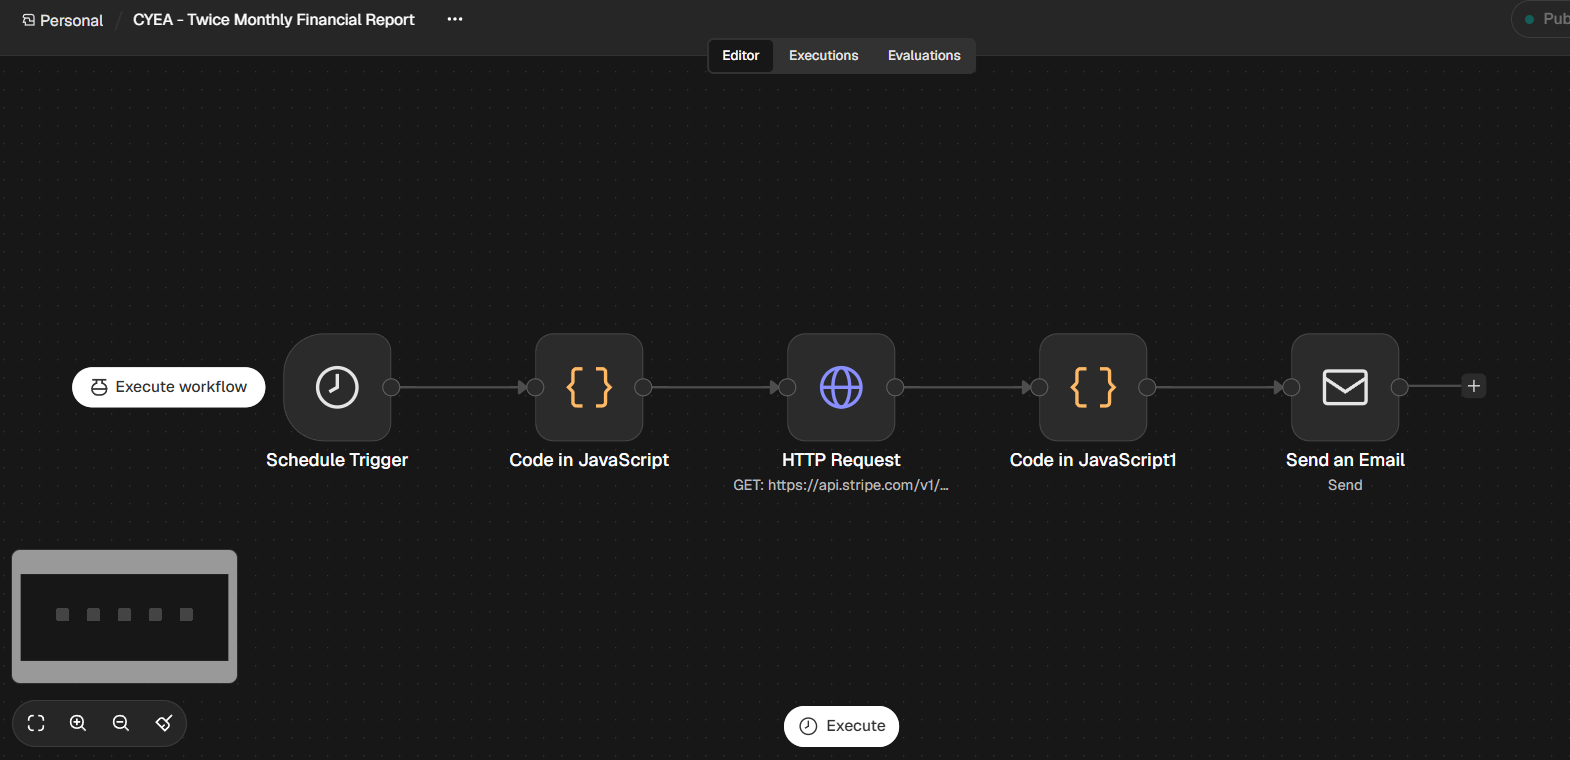 Personal / CYEA - Twice Monthly Financial Report ...
Pub
Editor Executions Evaluations
Execute workflow
Schedule Trigger
Code in JavaScript
HTTP Request
GET: https://api.stripe.com/v1/...
Code in JavaScript1
Send an Email
Send
Execute